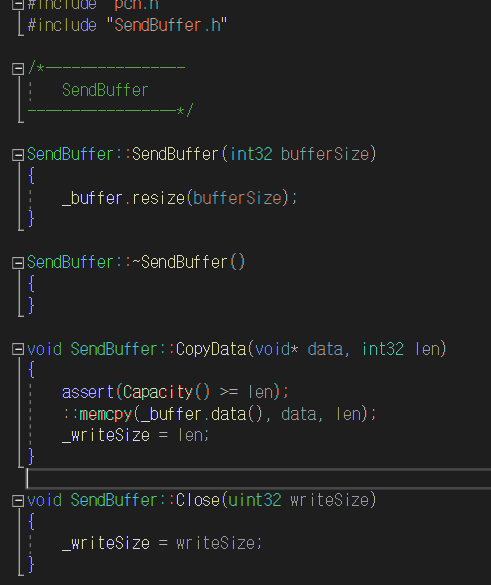 #include "pch.h"
#include "SendBuffer.h"
/*----------------
SendBuffer
-----------------*/
SendBuffer::SendBuffer(int32 bufferSize)
{
_buffer.resize(bufferSize);
}
SendBuffer::~SendBuffer()
{
}
void SendBuffer::CopyData(void* data, int32 len)
{
assert(Capacity() >= len);
::memcpy(_buffer.data(), data, len);
_writeSize = len;
}
void SendBuffer::Close(uint32 writeSize)
{
_writeSize = writeSize;
}